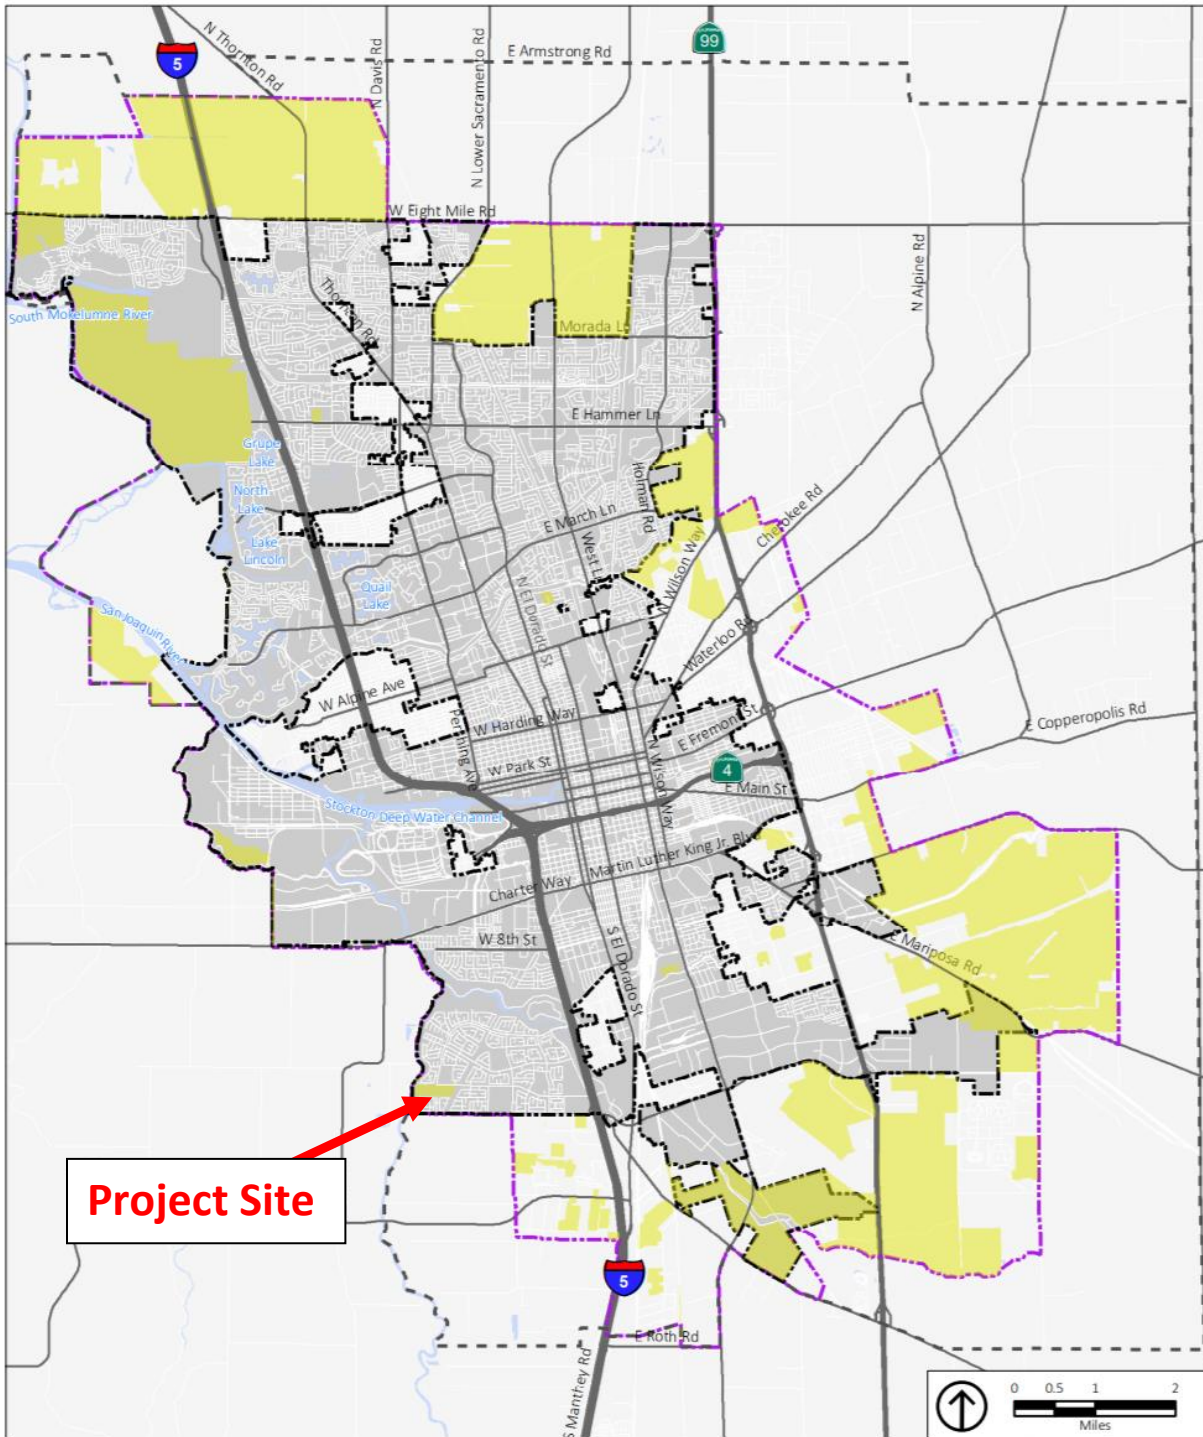 N Thornton Rd
5
N Davis Rd
N Lower Sacramento Rd
E Armstrong Rd
99
W Eight Mile Rd
N Alpine Rd
South Mokelumne River
Thornton Rd
Morada Ln
E Hammer Ln
Grupe
Lake
North
Lake
Holman Rd
Cherokee Rd
E March Ln
Lake
Lincoln
West Ln
W Wilson Way
Quail
Lake
N El Dorado St
San Joaquin River
Waterloo Rd
W Alpine Ave
Pershing Ave
W Harding Way
E Fremont St
E Copperopolis Rd
N Wilson Way
W Park St
4
E Main St
Stockton Deep Water Channel
Martin Luther King Jr. Blvd
Charter Way
W 8th St
S El Dorado St
E Mariposa Rd
Project Site
5
E Roth Rd
S Manthey Rd
0 0.5 1 2
Miles